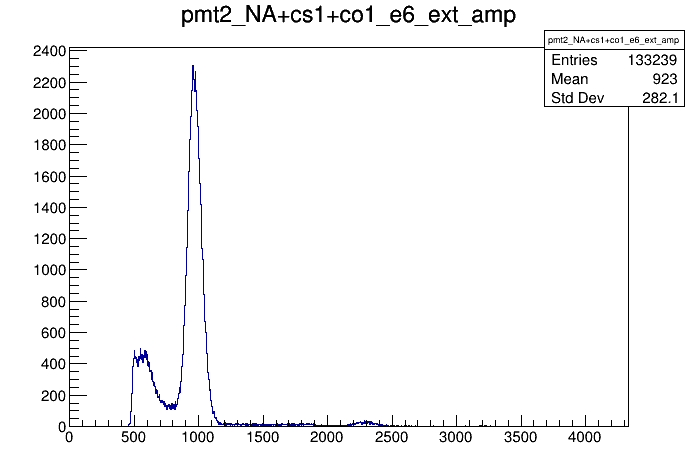 pmt2_NA+cs1+co1_e6_ext_amp
pmt2_NA+cs1+co1_e6_ext_amp
Entries 133239
Mean 923
Std Dev 282.1
2400
2200
2000
1800
1600
1400
1200
1000
800
600
400
200
0
0 500 1000 1500 2000 2500 3000 3500 4000